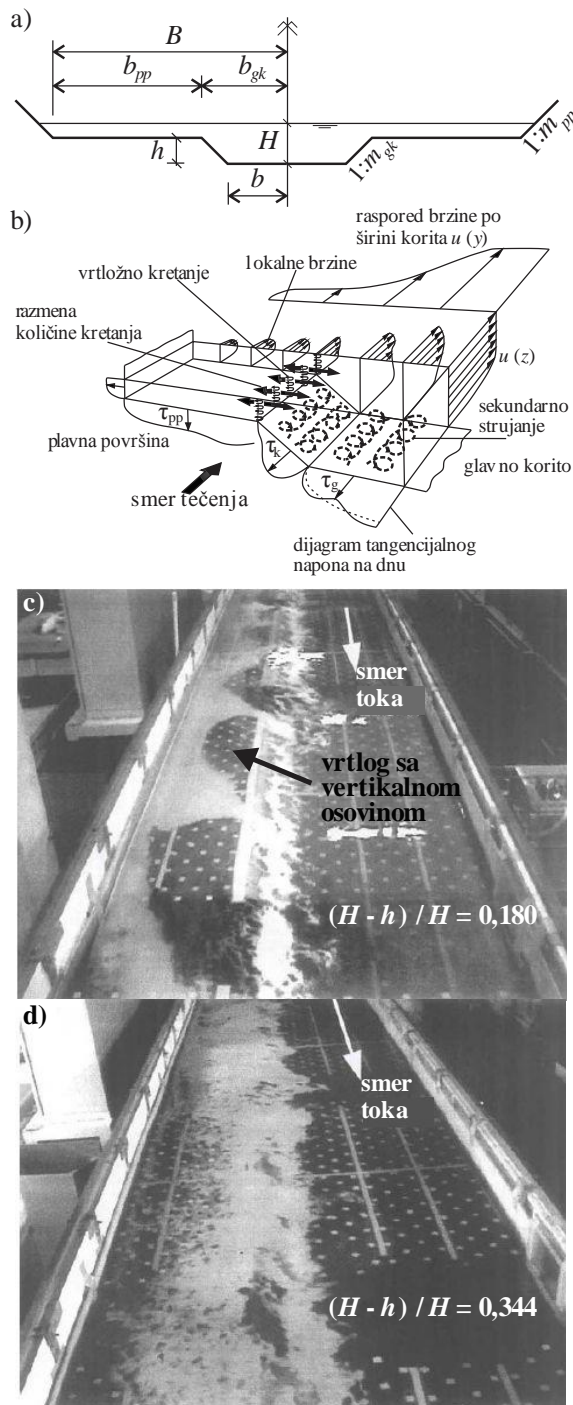 a)
B
b_pp
b_gk
H
h
b
1:m_gk
1:m_pp
b)
raspored brzine po
širini korita u (y)
lokalne brzine
vrtložno kretanje
razmena
količine kretanja
u (z)
τ_pp
plavna površina
τ_k
τ_g
sekundarno
strujanje
glavno korito
smer tečenja
dijagram tangencijalnog
napona na dnu
c)
smer
toka
vrtlog sa
vertikalnom
osovinom
(H - h) / H = 0,180
d)
smer
toka
(H - h) / H = 0,344